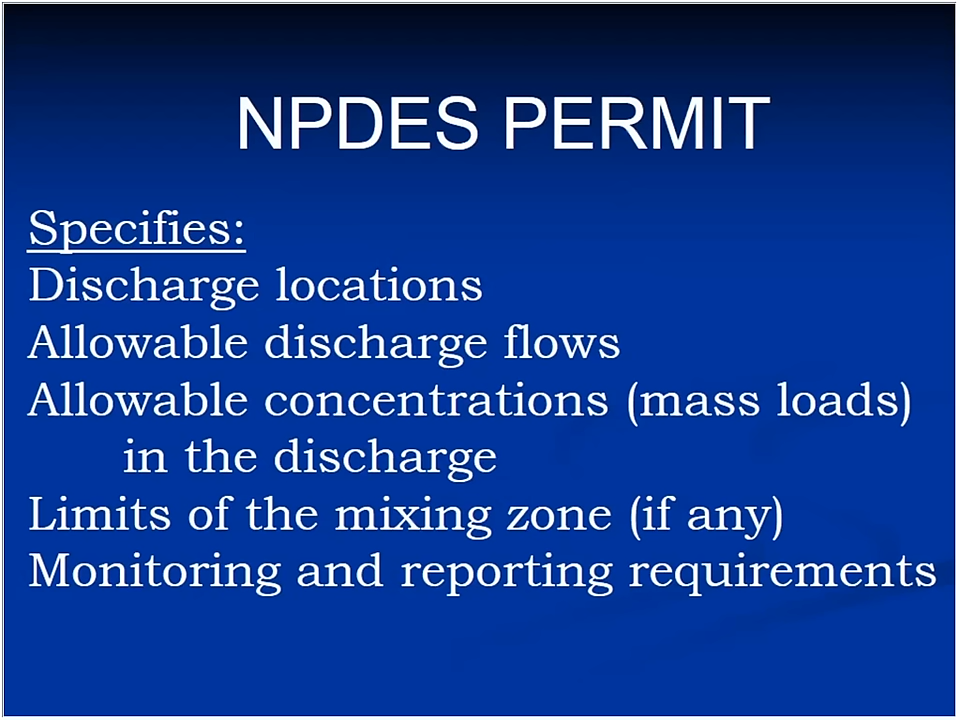 NPDES PERMIT
Specifies:
Discharge locations
Allowable discharge flows
Allowable concentrations (mass loads)
in the discharge
Limits of the mixing zone (if any)
Monitoring and reporting requirements